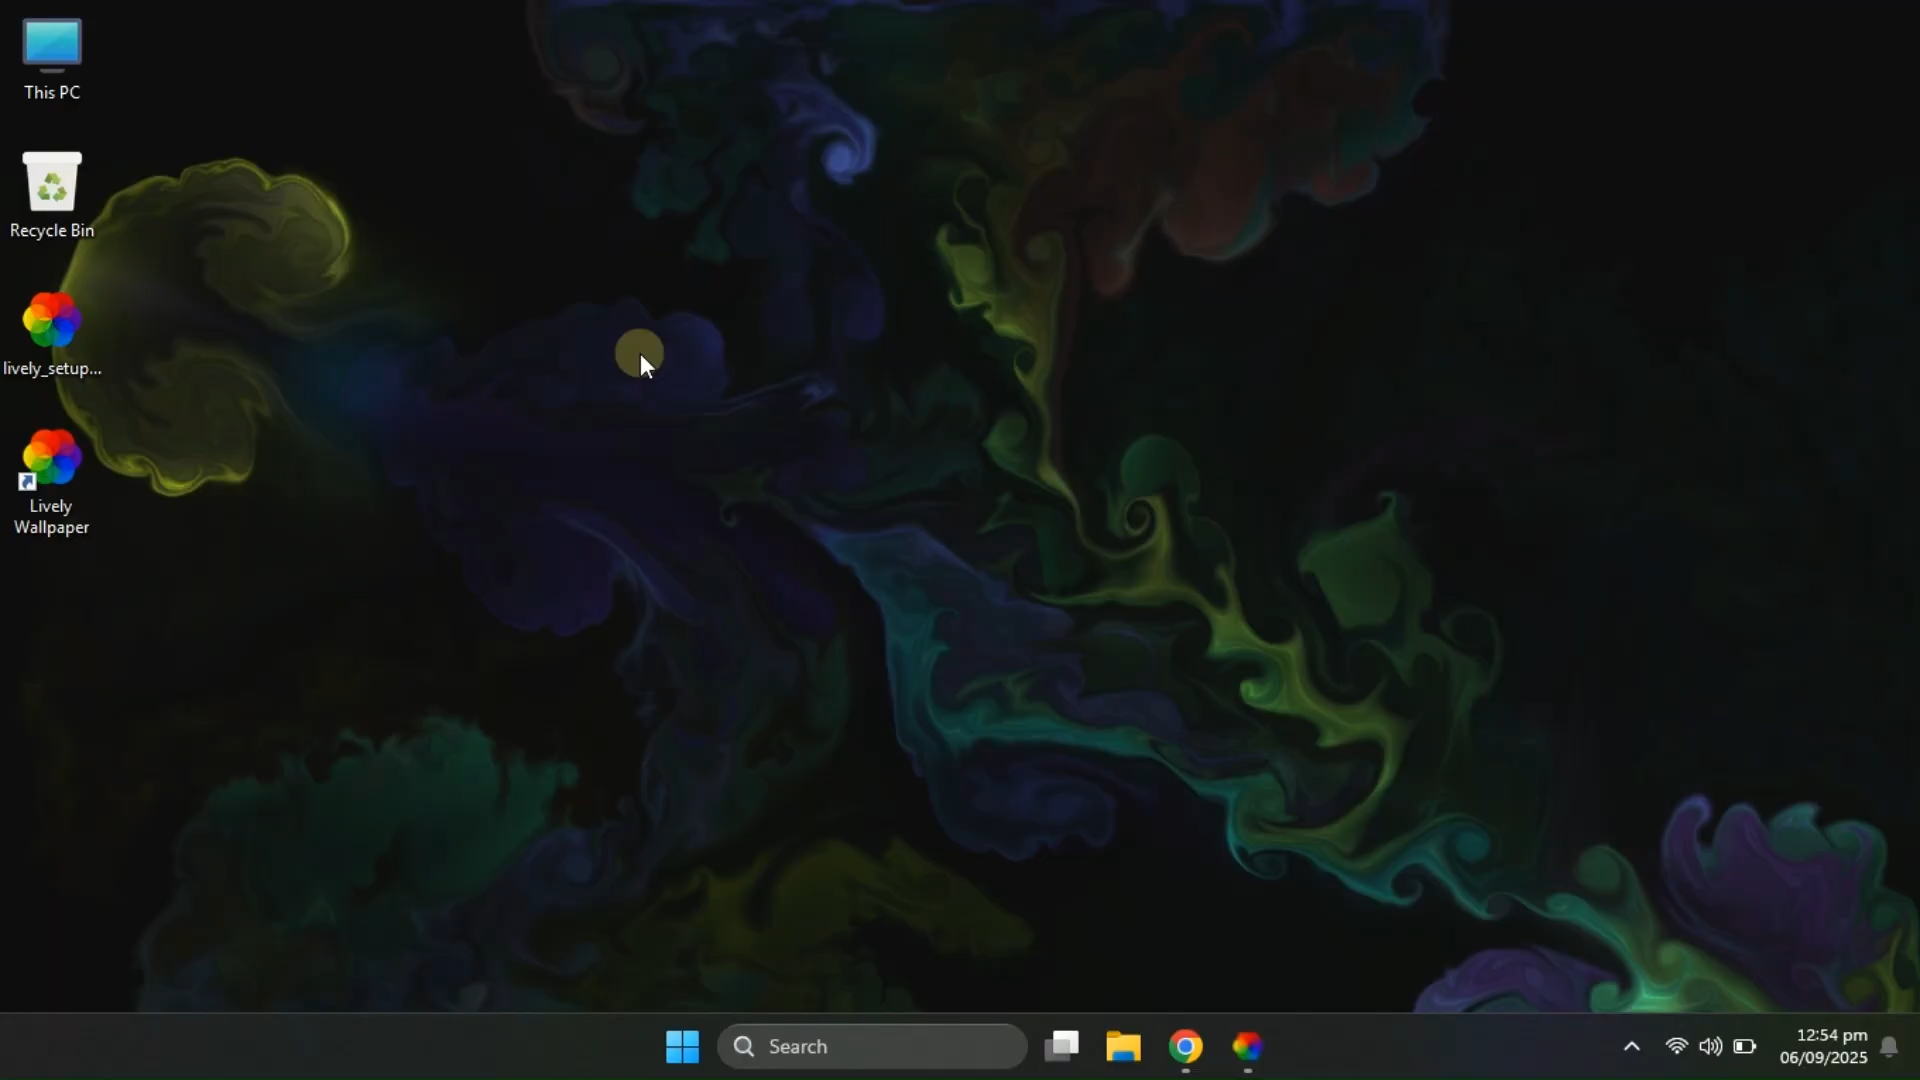 This PC
Recycle Bin
lively_setup...
Lively
Wallpaper
Search
12:54 pm
06/09/2025